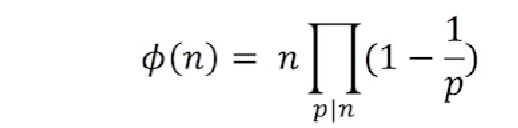 ϕ(n) = n∏p|n(1 − 1/p)